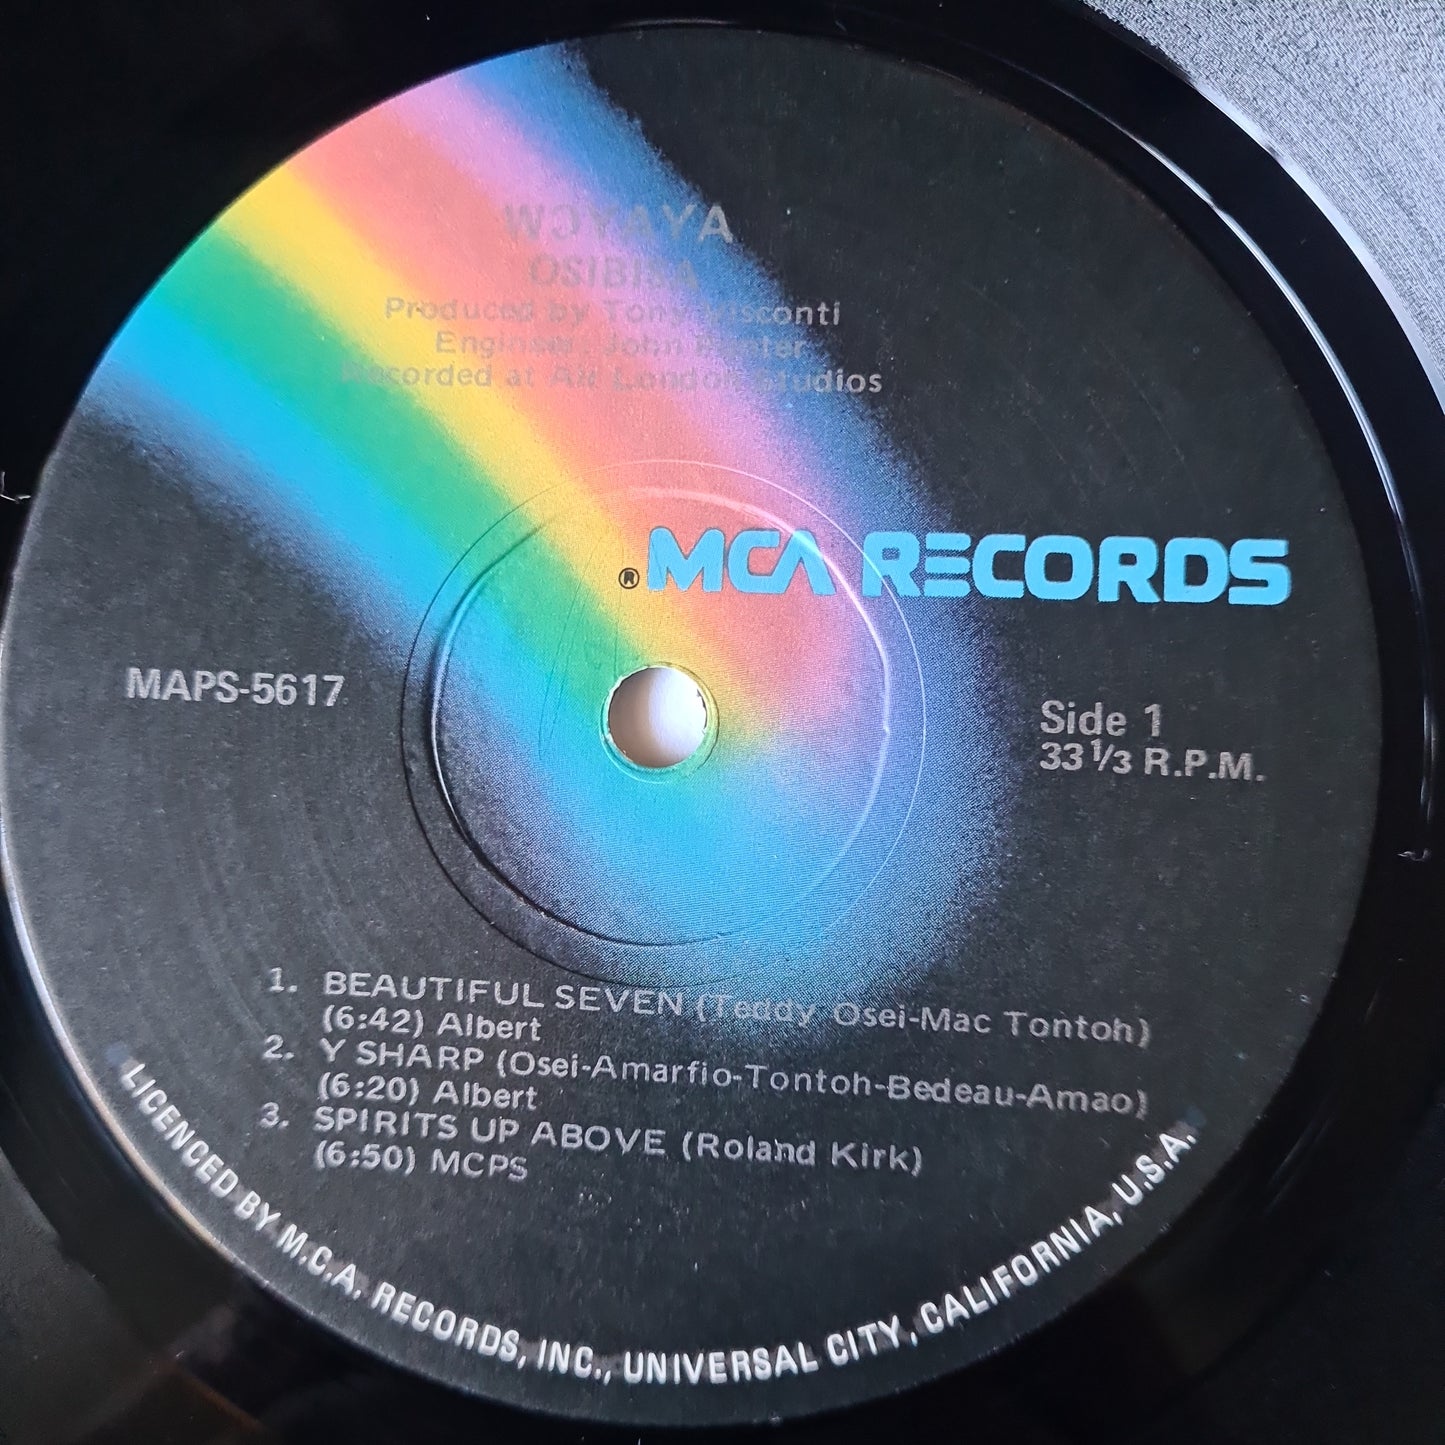 WƆYAYA
OSIBISA
Produced by Tony Visconti
Engineer: John Punter
Recorded at Air London Studios
® MCA RECORDS
MAPS-5617
Side 1
33 1/3 R.P.M.
1. BEAUTIFUL SEVEN (Teddy Osei-Mac Tontoh)
(6:42) Albert
2. Y SHARP (Osei-Amarfio-Tontoh-Bedeau-Amao)
(6:20) Albert
3. SPIRITS UP ABOVE (Roland Kirk)
(6:50) MCPS
LICENCED BY M.C.A. RECORDS, INC., UNIVERSAL CITY, CALIFORNIA, U.S.A.